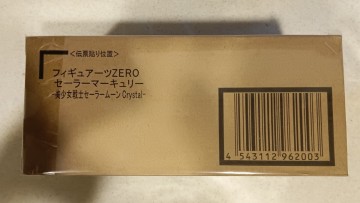 ＜伝票貼り位置＞
フィギュアーツZERO
セーラーマーキュリー
-美少女戦士セーラームーンCrystal-
4 543112 962003